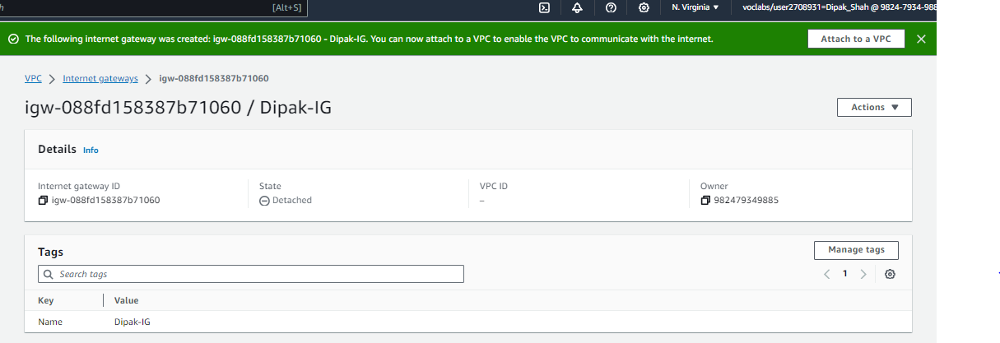 [Alt+S] N. Virginia voclabs/user2708931=Dipak_Shah @ 9824-7934-988
The following internet gateway was created: igw-088fd158387b71060 - Dipak-IG. You can now attach to a VPC to enable the VPC to communicate with the internet. Attach to a VPC
VPC Internet gateways igw-088fd158387b71060
igw-088fd158387b71060 / Dipak-IG
Actions
Details Info
Internet gateway ID State VPC ID Owner
igw-088fd158387b71060 Detached – 982479349885
Tags Manage tags
Search tags 1
Key Value
Name Dipak-IG